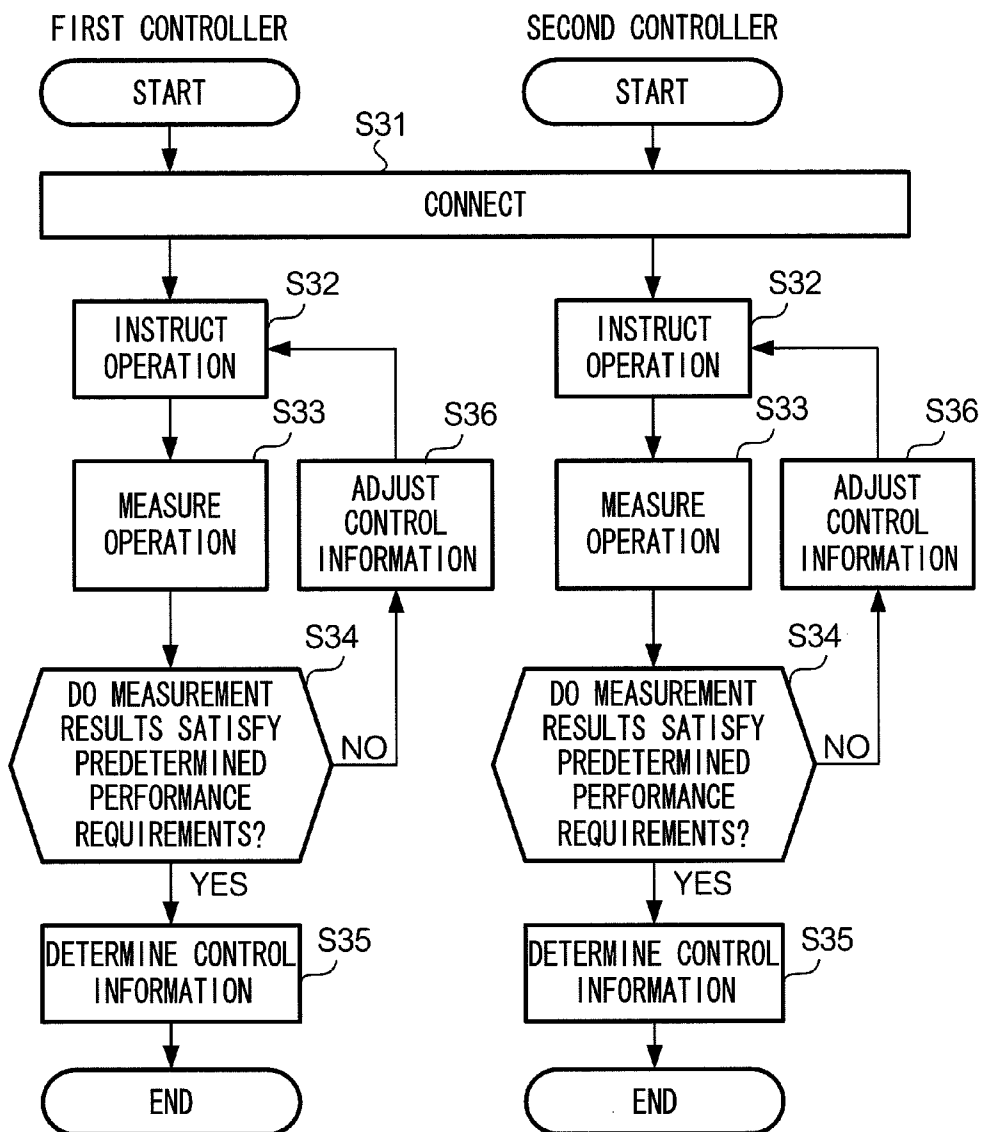 FIRST CONTROLLER
SECOND CONTROLLER
START
START
S31
CONNECT
S32
INSTRUCT
OPERATION
S32
INSTRUCT
OPERATION
S33
MEASURE
OPERATION
S36
ADJUST
CONTROL
INFORMATION
S33
MEASURE
OPERATION
S36
ADJUST
CONTROL
INFORMATION
S34
DO MEASUREMENT
RESULTS SATISFY
PREDETERMINED
PERFORMANCE
REQUIREMENTS?
NO
YES
S34
DO MEASUREMENT
RESULTS SATISFY
PREDETERMINED
PERFORMANCE
REQUIREMENTS?
NO
YES
S35
DETERMINE CONTROL
INFORMATION
S35
DETERMINE CONTROL
INFORMATION
END
END